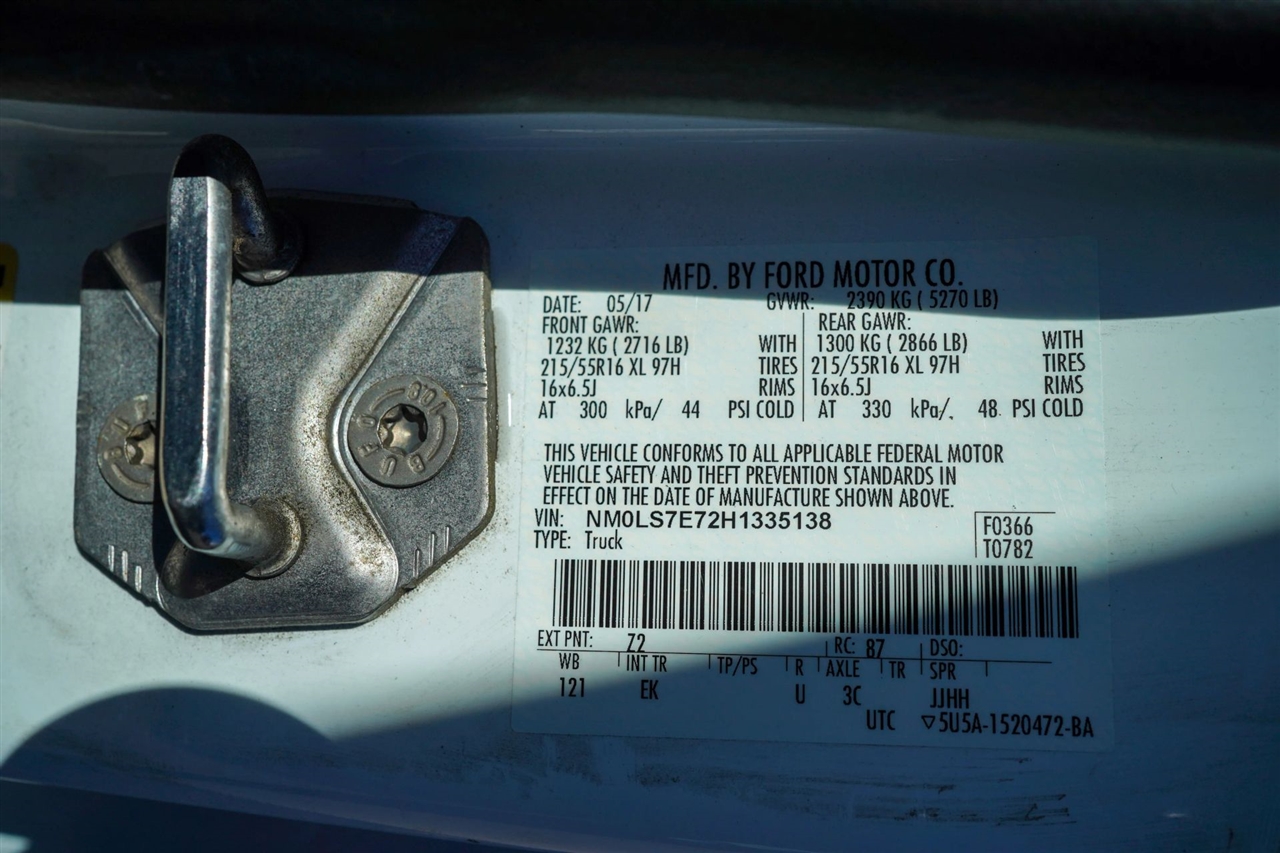 MFD. BY FORD MOTOR CO.
DATE: 05/17 GVWR: 2390 KG ( 5270 LB)
FRONT GAWR: REAR GAWR:
1232 KG ( 2716 LB) WITH 1300 KG ( 2866 LB) WITH
215/55R16 XL 97H TIRES 215/55R16 XL 97H TIRES
16x6.5J RIMS 16x6.5J RIMS
AT 300 kPa/ 44 PSI COLD AT 330 kPa/. 48 PSI COLD
THIS VEHICLE CONFORMS TO ALL APPLICABLE FEDERAL MOTOR
VEHICLE SAFETY AND THEFT PREVENTION STANDARDS IN
EFFECT ON THE DATE OF MANUFACTURE SHOWN ABOVE.
VIN: NM0LS7E72H1335138 F0366
TYPE: Truck T0782
EXT PNT: Z2 RC: 87 DSO:
WB INT TR TP/PS R AXLE TR SPR
121 EK U 3C JJHH
UTC ▽5U5A-1520472-BA